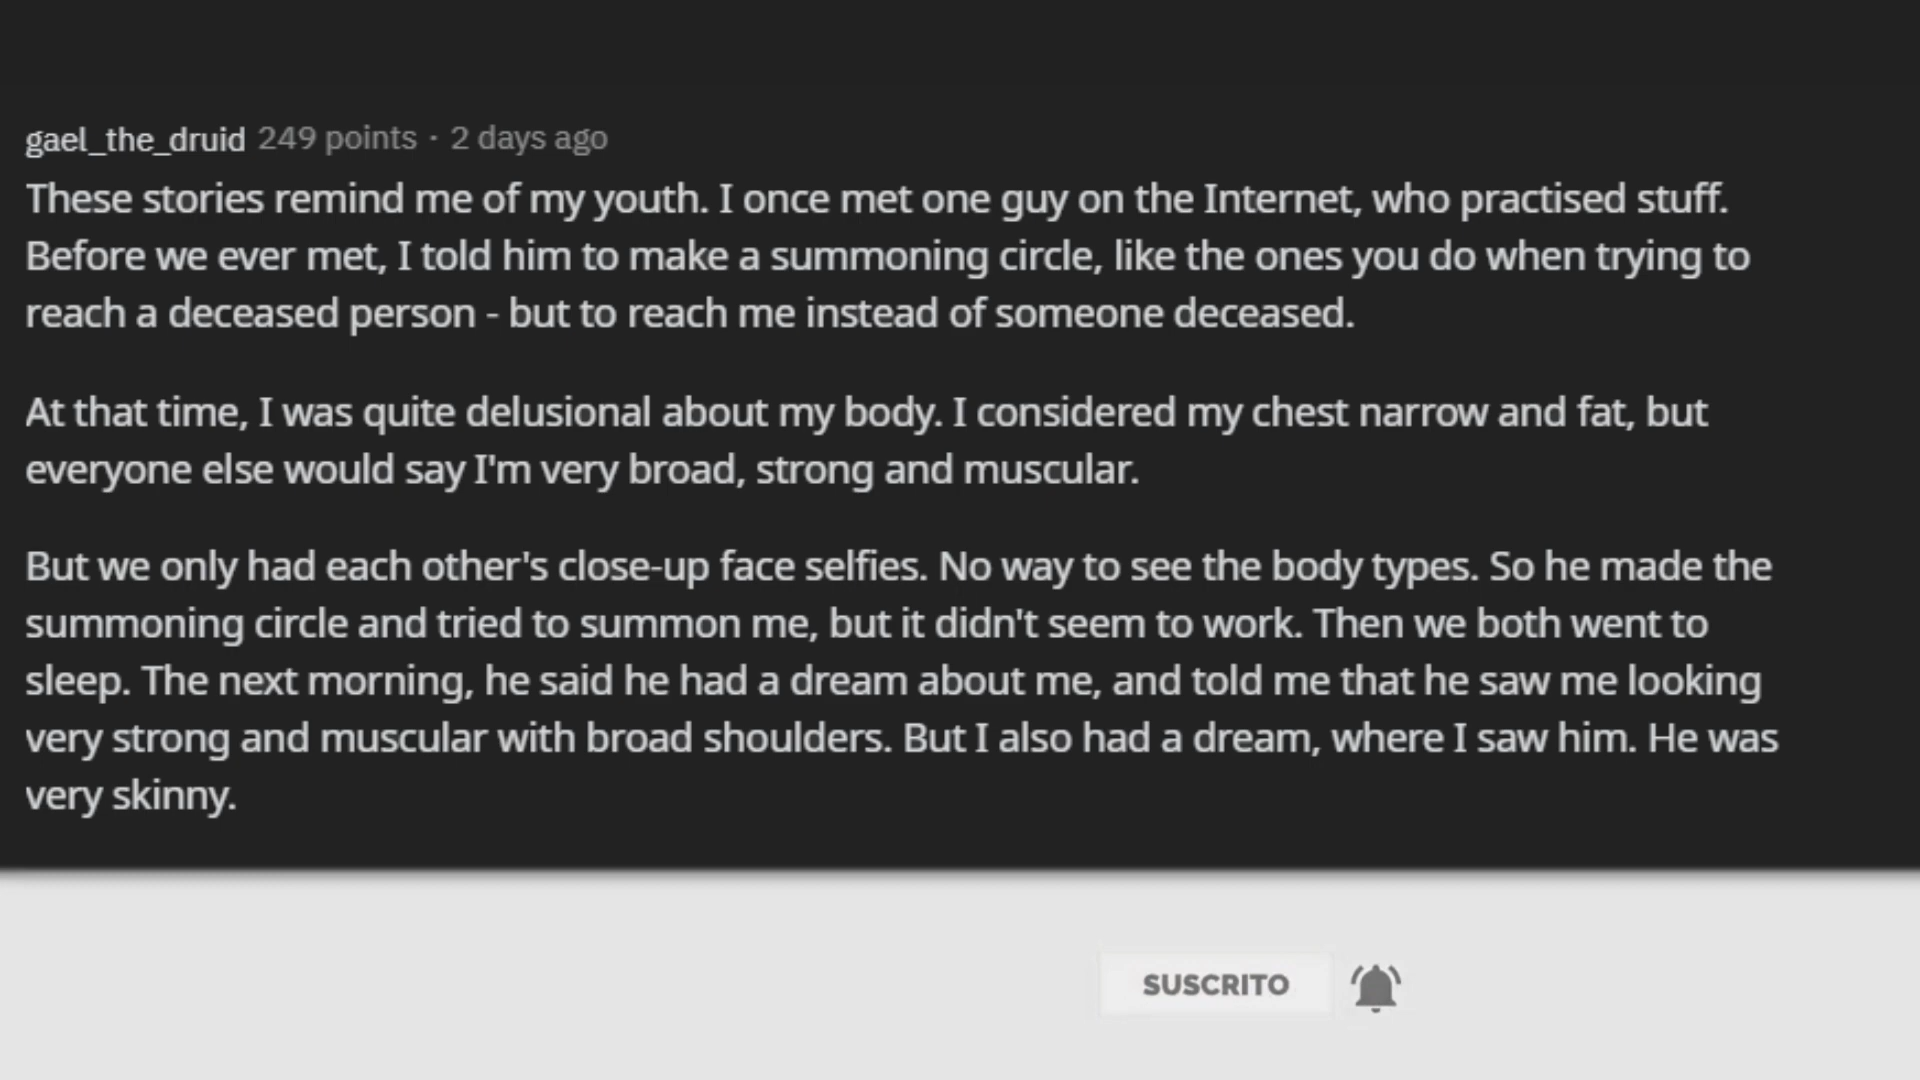 gael_the_druid 249 points · 2 days ago
These stories remind me of my youth. I once met one guy on the Internet, who practised stuff.
Before we ever met, I told him to make a summoning circle, like the ones you do when trying to
reach a deceased person - but to reach me instead of someone deceased.
At that time, I was quite delusional about my body. I considered my chest narrow and fat, but
everyone else would say I'm very broad, strong and muscular.
But we only had each other's close-up face selfies. No way to see the body types. So he made the
summoning circle and tried to summon me, but it didn't seem to work. Then we both went to
sleep. The next morning, he said he had a dream about me, and told me that he saw me looking
very strong and muscular with broad shoulders. But I also had a dream, where I saw him. He was
very skinny.
SUSCRITO